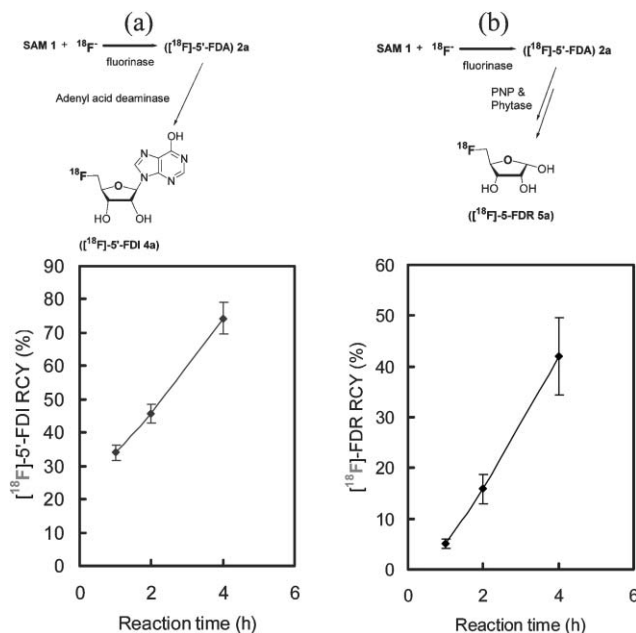 (a)
SAM 1 + ¹⁸F⁻ ([¹⁸F]-5'-FDA) 2a
fluorinase
Adenyl acid deaminase
OH
N
N
N
N
¹⁸F
O
HO OH
([¹⁸F]-5'-FDI 4a)
[¹⁸F]-5'-FDI RCY (%)
90
80
70
60
50
40
30
20
10
0
0 2 4 6
Reaction time (h)
(b)
SAM 1 + ¹⁸F⁻ ([¹⁸F]-5'-FDA) 2a
fluorinase
PNP &
Phytase
¹⁸F
O
OH
HO OH
([¹⁸F]-5-FDR 5a)
[¹⁸F]-FDR RCY (%)
60
50
40
30
20
10
0
0 2 4 6
Reaction time (h)